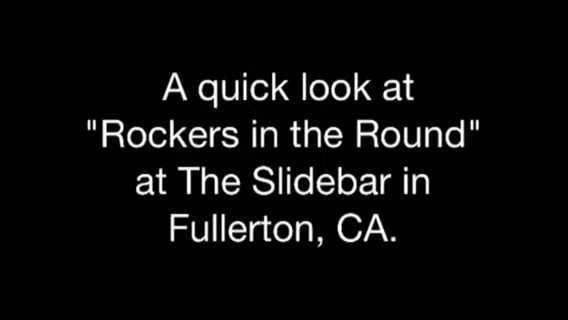 A quick look at
"Rockers in the Round"
at The Slidebar in
Fullerton, CA.